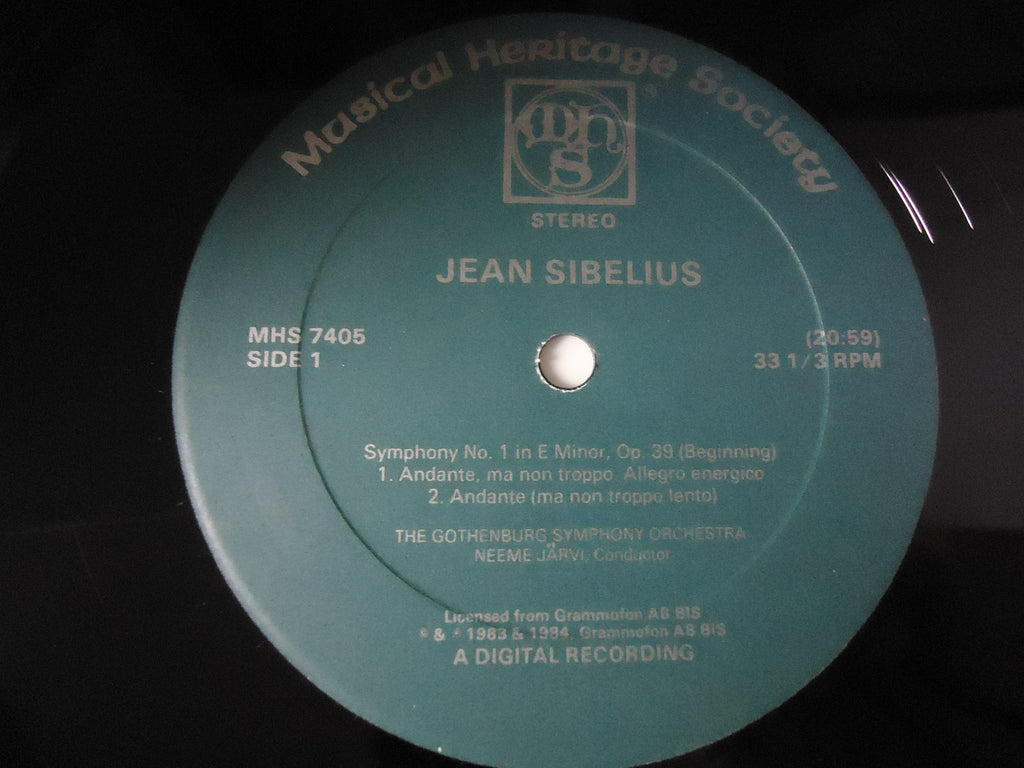 Musical Heritage Society
mhs
®
STEREO
JEAN SIBELIUS
MHS 7405
SIDE 1
(20:59)
33 1/3 RPM
Symphony No. 1 in E Minor, Op. 39 (Beginning)
1. Andante, ma non troppo. Allegro energico
2. Andante (ma non troppo lento)
THE GOTHENBURG SYMPHONY ORCHESTRA
NEEME JÄRVI, Conductor
Licensed from Grammofon AB BIS
& 1983 & 1984, Grammofon AB BIS
A DIGITAL RECORDING